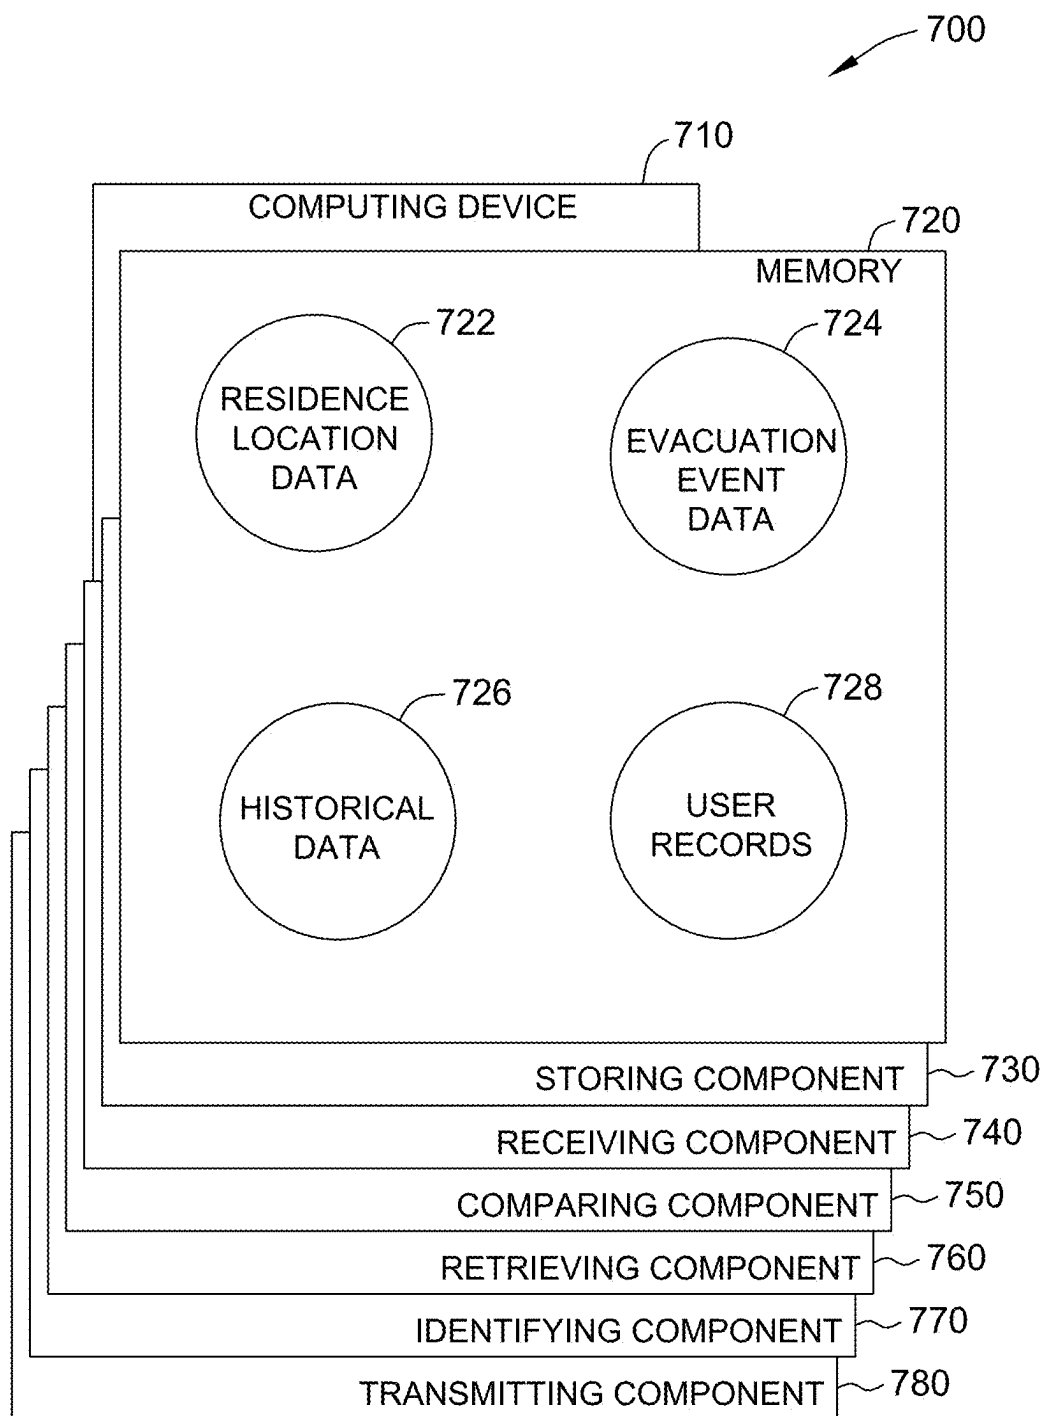 700
710
COMPUTING DEVICE
720
MEMORY
722
724
RESIDENCE
LOCATION
DATA
EVACUATION
EVENT
DATA
726
728
HISTORICAL
DATA
USER
RECORDS
STORING COMPONENT 730
RECEIVING COMPONENT 740
COMPARING COMPONENT 750
RETRIEVING COMPONENT 760
IDENTIFYING COMPONENT 770
TRANSMITTING COMPONENT 780